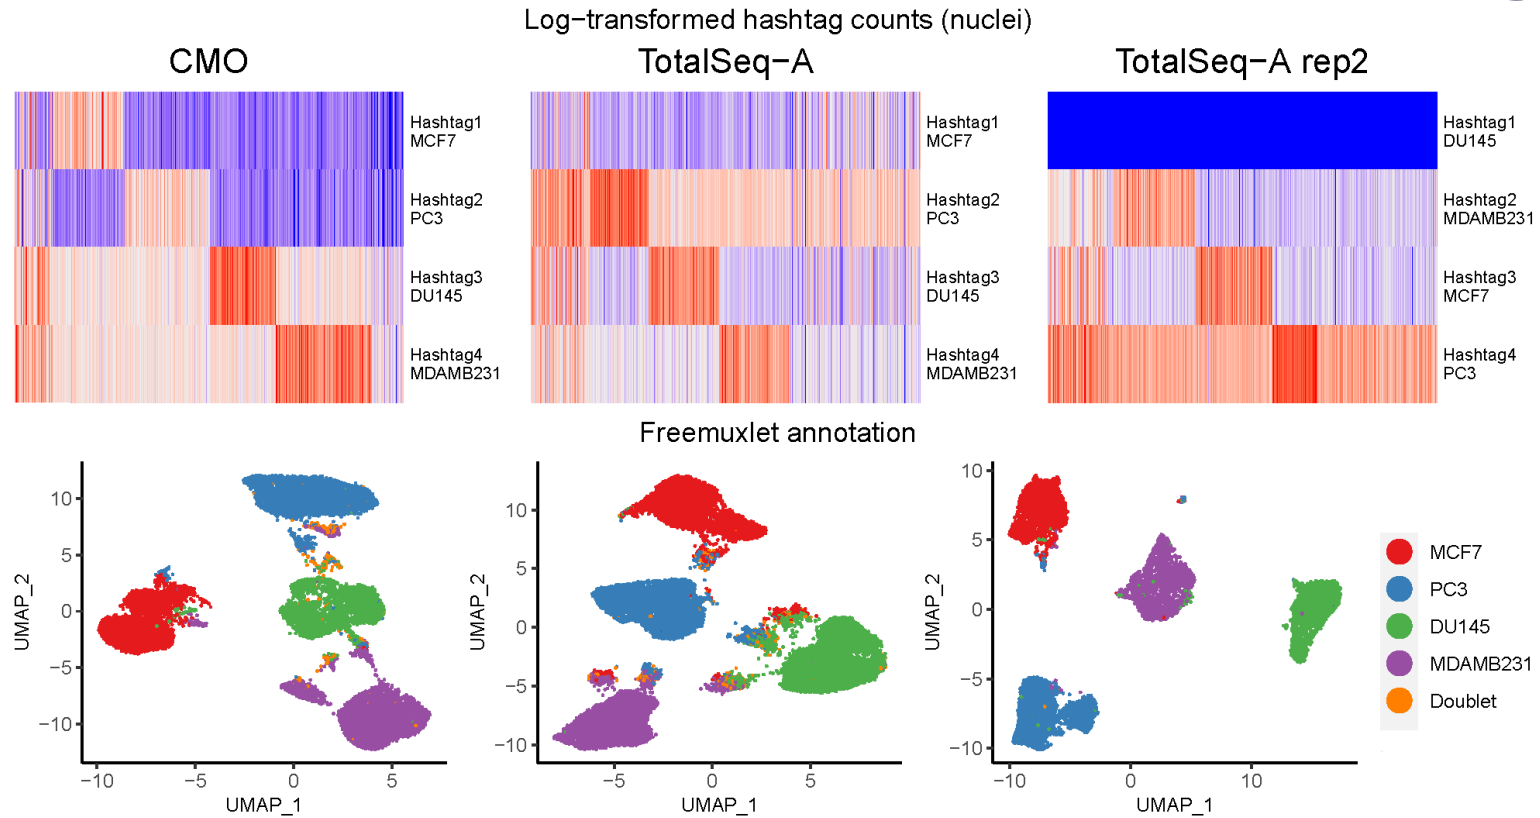 Log−transformed hashtag counts (nuclei)
CMO
TotalSeq−A
TotalSeq−A rep2
Hashtag1
MCF7
Hashtag2
PC3
Hashtag3
DU145
Hashtag4
MDAMB231
Hashtag1
MCF7
Hashtag2
PC3
Hashtag3
DU145
Hashtag4
MDAMB231
Hashtag1
DU145
Hashtag2
MDAMB231
Hashtag3
MCF7
Hashtag4
PC3
Freemuxlet annotation
UMAP_2
10
5
0
−5
−10
−10
−5
0
5
UMAP_1
UMAP_2
10
5
0
−5
−10
−5
0
5
UMAP_1
UMAP_2
10
5
0
−5
−10
−10
0
10
UMAP_1
MCF7
PC3
DU145
MDAMB231
Doublet